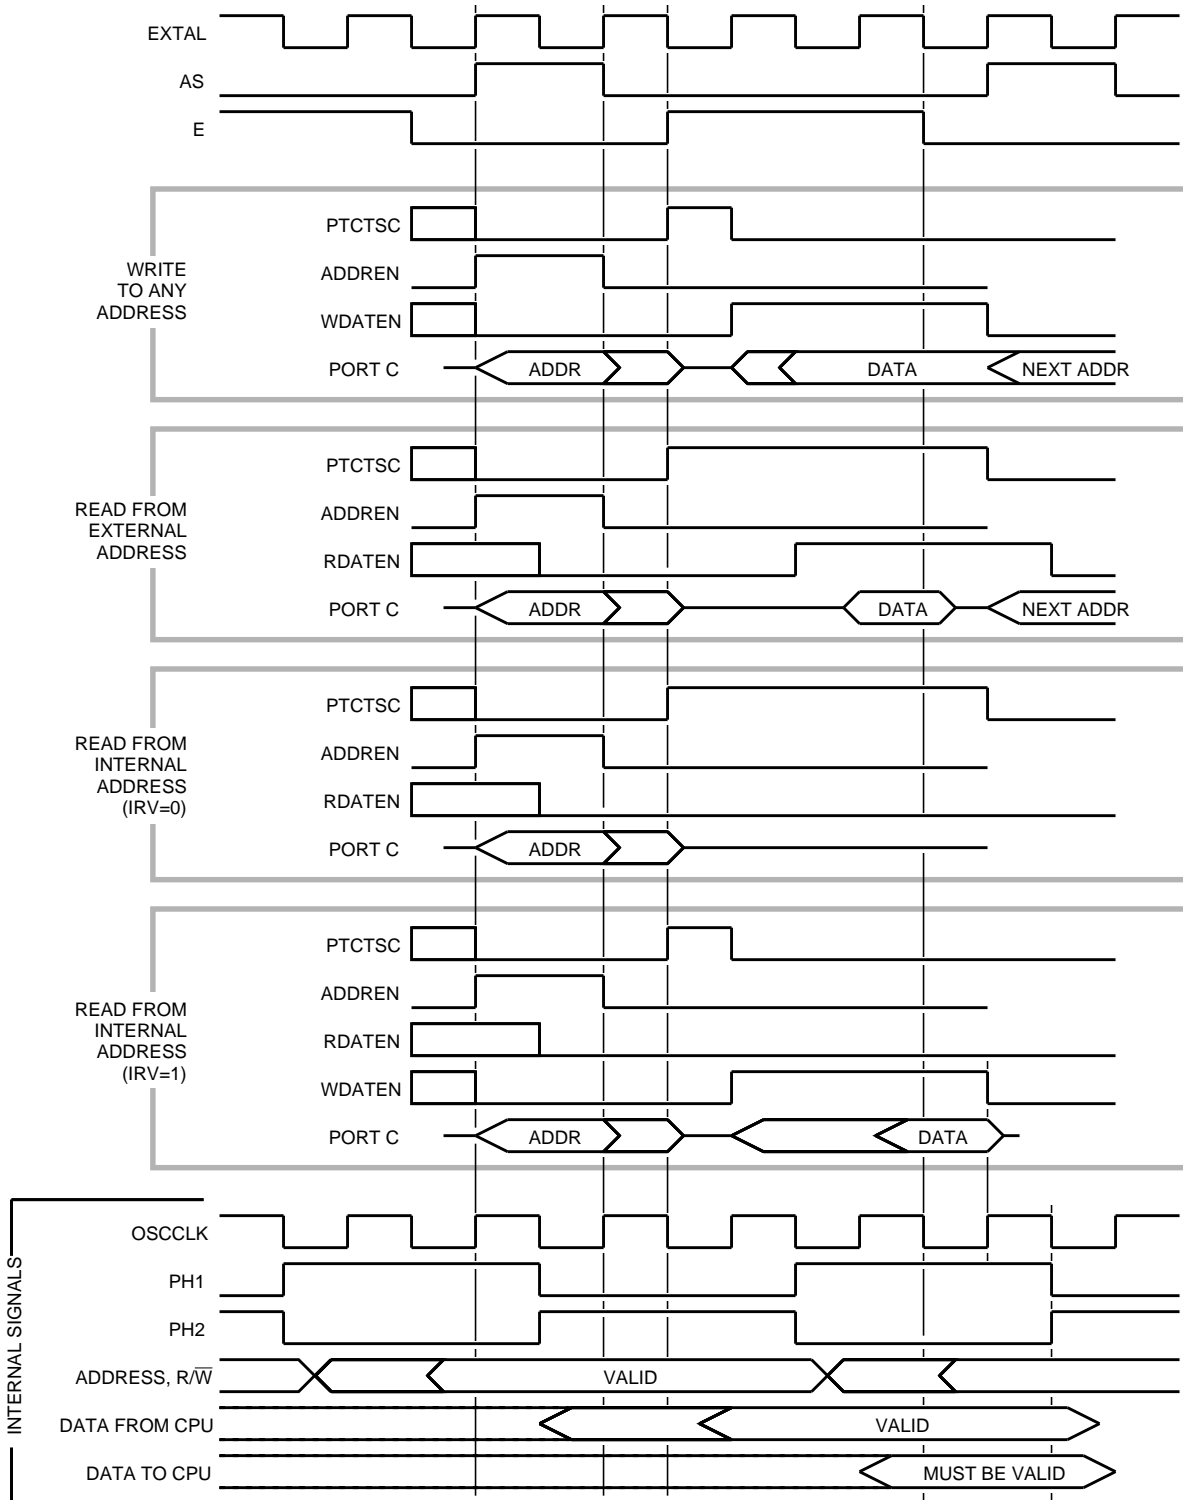 EXTAL
AS
E
WRITE
TO ANY
ADDRESS
PTCTSC
ADDREN
WDATEN
PORT C
ADDR
DATA
NEXT ADDR
READ FROM
EXTERNAL
ADDRESS
PTCTSC
ADDREN
RDATEN
PORT C
ADDR
DATA
NEXT ADDR
READ FROM
INTERNAL
ADDRESS
(IRV=0)
PTCTSC
ADDREN
RDATEN
PORT C
ADDR
READ FROM
INTERNAL
ADDRESS
(IRV=1)
PTCTSC
ADDREN
RDATEN
WDATEN
PORT C
ADDR
DATA
INTERNAL SIGNALS
OSCCLK
PH1
PH2
ADDRESS, R/W̅
VALID
DATA FROM CPU
VALID
DATA TO CPU
MUST BE VALID